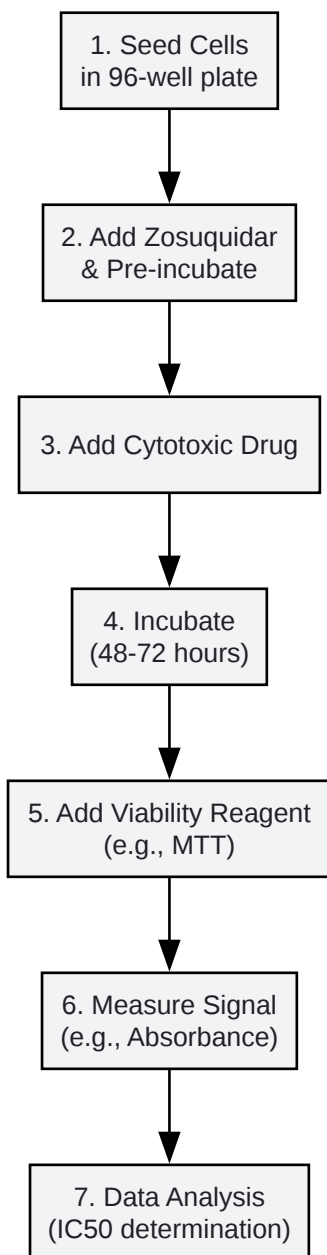 1. Seed Cells
in 96-well plate
2. Add Zosuquidar
& Pre-incubate
3. Add Cytotoxic Drug
4. Incubate
(48-72 hours)
5. Add Viability Reagent
(e.g., MTT)
6. Measure Signal
(e.g., Absorbance)
7. Data Analysis
(IC50 determination)